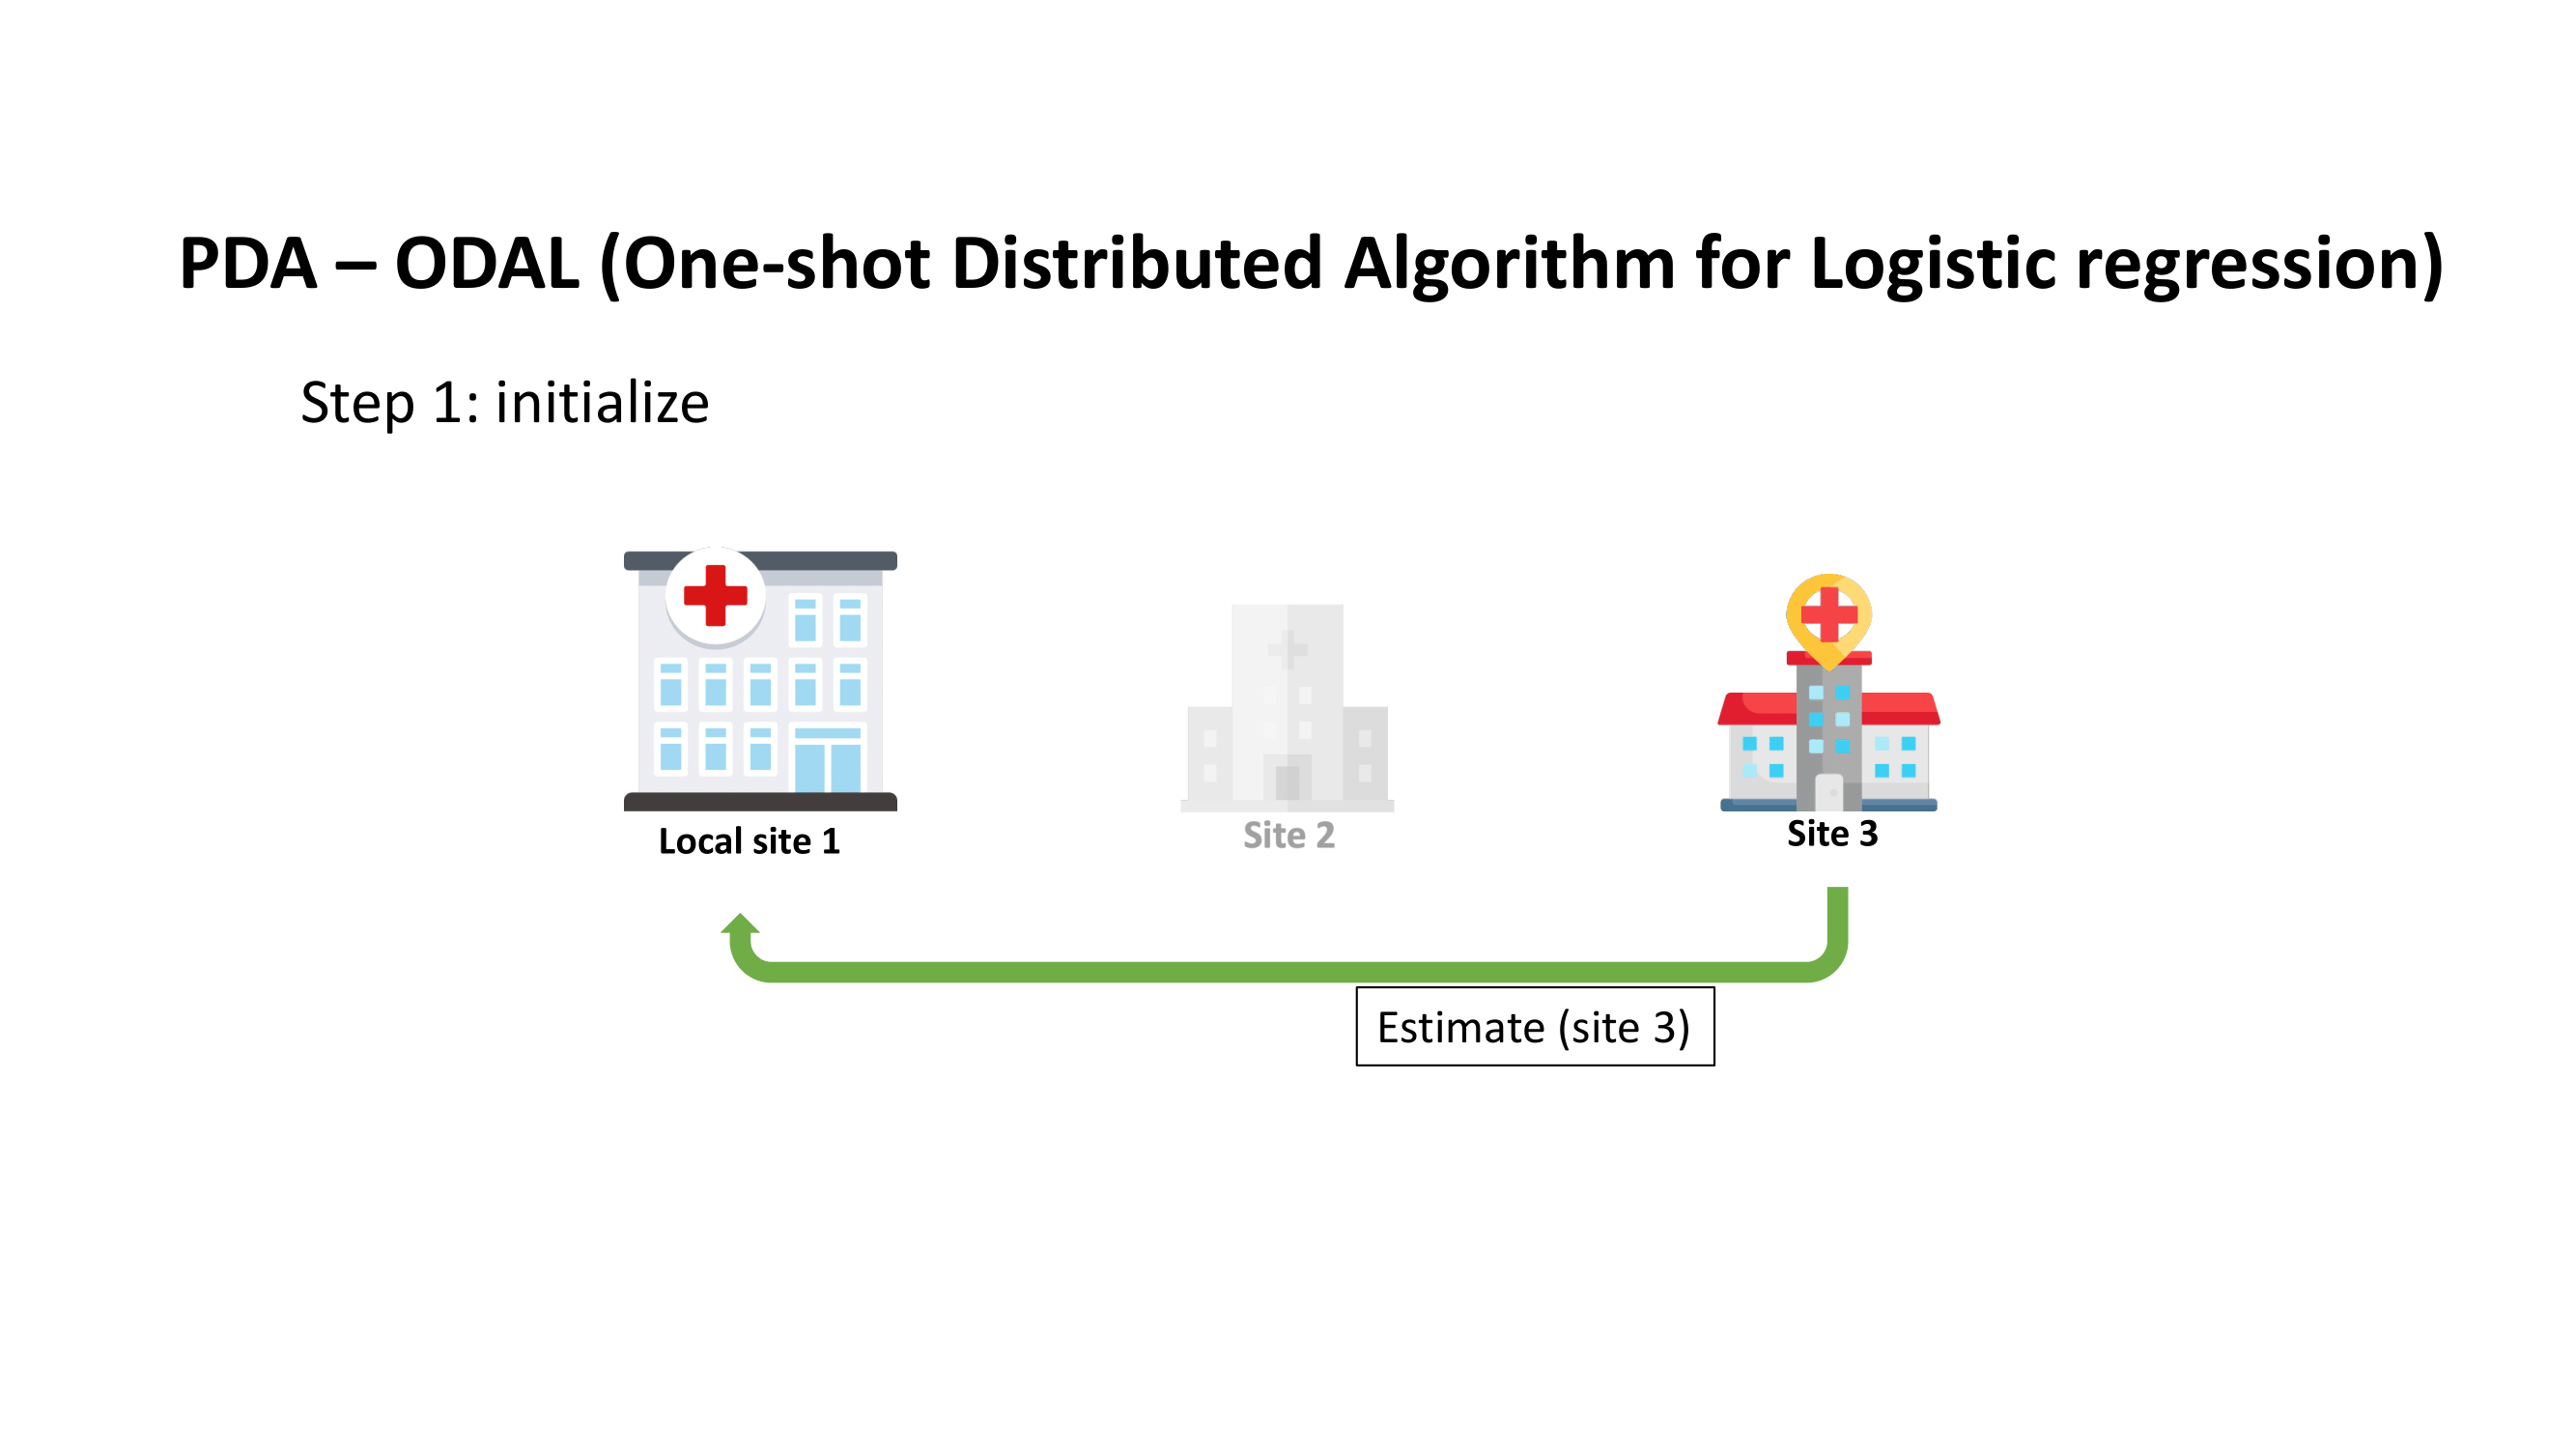 PDA – ODAL (One-shot Distributed Algorithm for Logistic regression)
Step 1: initialize
Local site 1
Site 2
Site 3
Estimate (site 3)